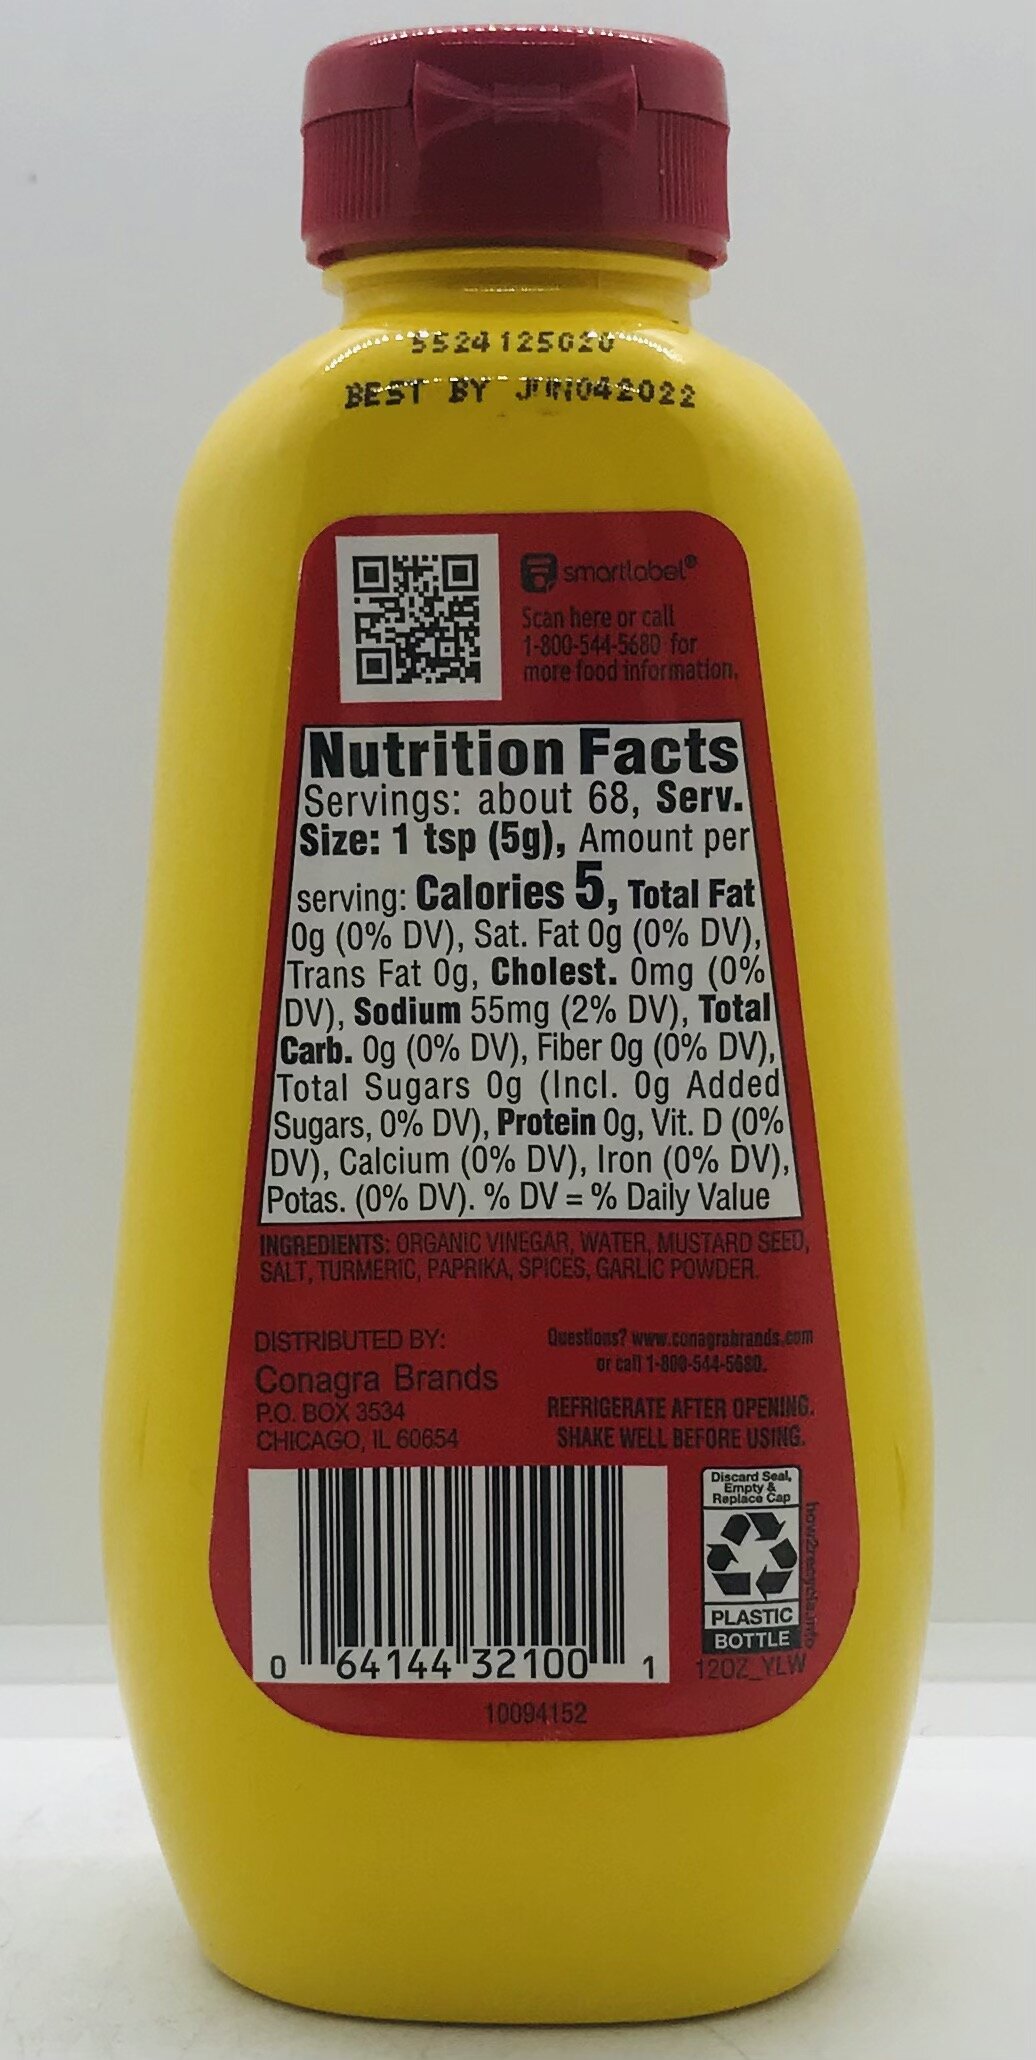 BEST BY JUN042022
smartlabel®
Scan here or call
1-800-544-5680 for
more food information.
Nutrition Facts
Servings: about 68, Serv.
Size: 1 tsp (5g), Amount per
serving: Calories 5, Total Fat
0g (0% DV), Sat. Fat 0g (0% DV),
Trans Fat 0g, Cholest. 0mg (0%
DV), Sodium 55mg (2% DV), Total
Carb. 0g (0% DV), Fiber 0g (0% DV),
Total Sugars 0g (Incl. 0g Added
Sugars, 0% DV), Protein 0g, Vit. D (0%
DV), Calcium (0% DV), Iron (0% DV),
Potas. (0% DV). % DV = % Daily Value
INGREDIENTS: ORGANIC VINEGAR, WATER, MUSTARD SEED,
SALT, TURMERIC, PAPRIKA, SPICES, GARLIC POWDER.
DISTRIBUTED BY:
Conagra Brands
P.O. BOX 3534
CHICAGO, IL 60654
Questions? www.conagrabrands.com
or call 1-800-544-5680.
REFRIGERATE AFTER OPENING.
SHAKE WELL BEFORE USING.
Discard Seal,
Empty &
Replace Cap
PLASTIC
BOTTLE
how2recycle.info
12OZ_YLW
0 64144 32100 1
10094152